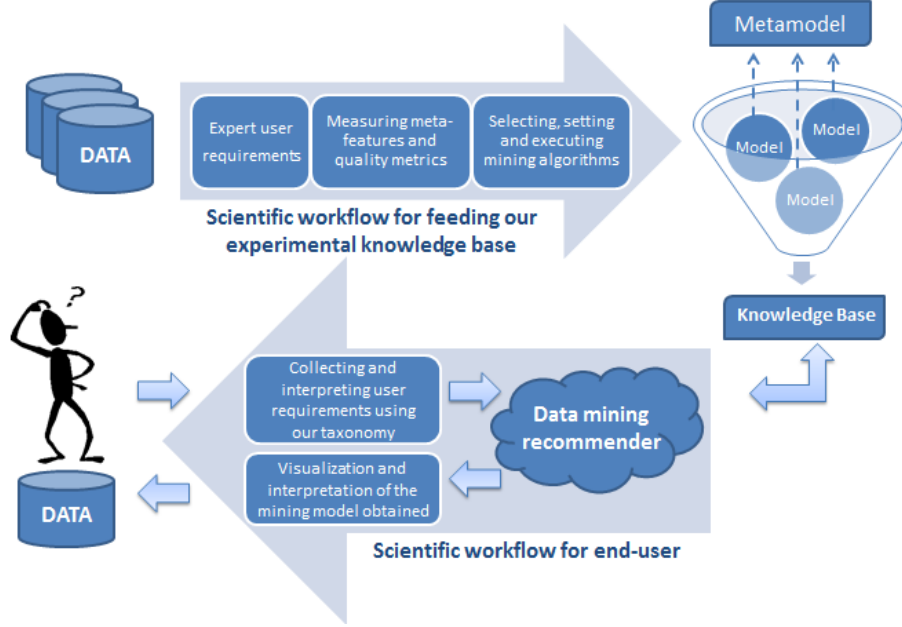 Metamodel
DATA
Expert user
requirements
Measuring meta-
features and
quality metrics
Selecting, setting
and executing
mining algorithms
Model
Model
Model
Scientific workflow for feeding our
experimental knowledge base
Knowledge Base
?
Collecting and
interpreting user
requirements using
our taxonomy
Data mining
recommender
Visualization and
interpretation of the
mining model obtained
DATA
Scientific workflow for end-user